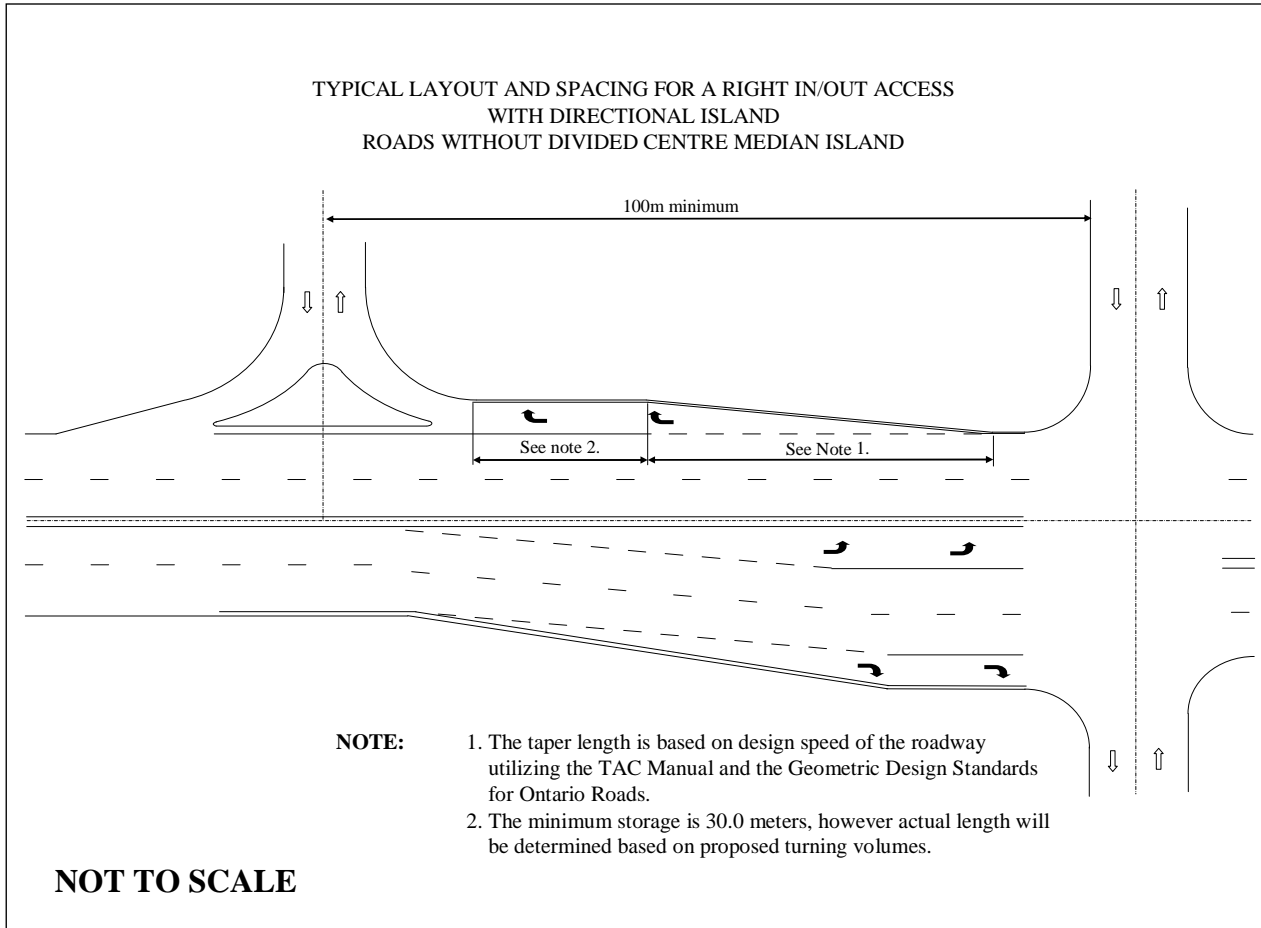 TYPICAL LAYOUT AND SPACING FOR A RIGHT IN/OUT ACCESS
WITH DIRECTIONAL ISLAND
ROADS WITHOUT DIVIDED CENTRE MEDIAN ISLAND
100m minimum
See note 2.
See Note 1.
NOTE: 1. The taper length is based on design speed of the roadway
utilizing the TAC Manual and the Geometric Design Standards
for Ontario Roads.
2. The minimum storage is 30.0 meters, however actual length will
be determined based on proposed turning volumes.
NOT TO SCALE